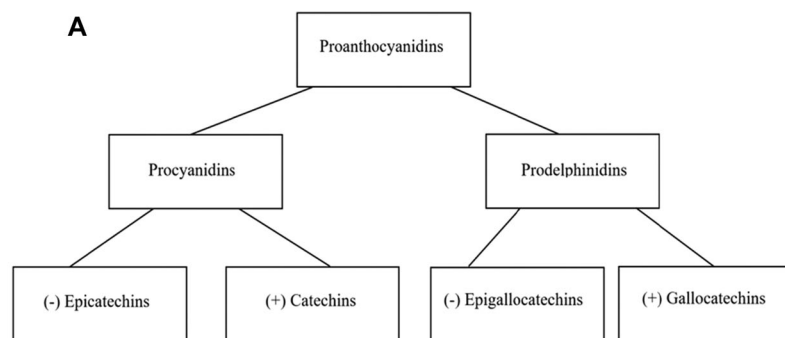 A
Proanthocyanidins
Procyanidins
Prodelphinidins
(-) Epicatechins
(+) Catechins
(-) Epigallocatechins
(+) Gallocatechins